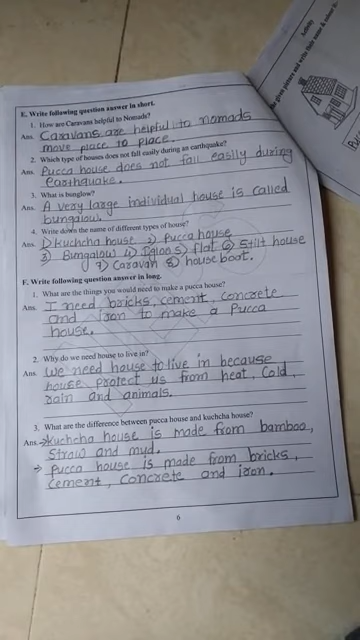 Activity
E. Write following question answer in short.
1. How are Caravans helpful to Nomads?
Ans. Caravans are helpful to nomads
move place to place.
2. Which type of houses does not fall easily during an earthquake?
Ans. Pucca house does not fall easily during
earthquake.
3. What is bunglow?
Ans. A very large individual house is called
bungalow.
4. Write down the name of different types of house?
Ans. 1) kuchcha house 2) Pucca house
3) Bungalow 4) Igloo 5) flat 6) Stilt house
7) Caravan 8) house boat.
F. Write following question answer in long.
1. What are the things you would need to make a pucca house?
Ans. I need bricks, cement, concrete
and iron to make a Pucca
house.
2. Why do we need house to live in?
Ans. We need house to live in because
house protect us from heat, Cold,
rain and animals.
3. What are the difference between pucca house and kuchcha house?
Ans. → kuchcha house is made from bamboo,
Straw and mud.
→ Pucca house is made from bricks,
Cement, Concrete and iron.
6